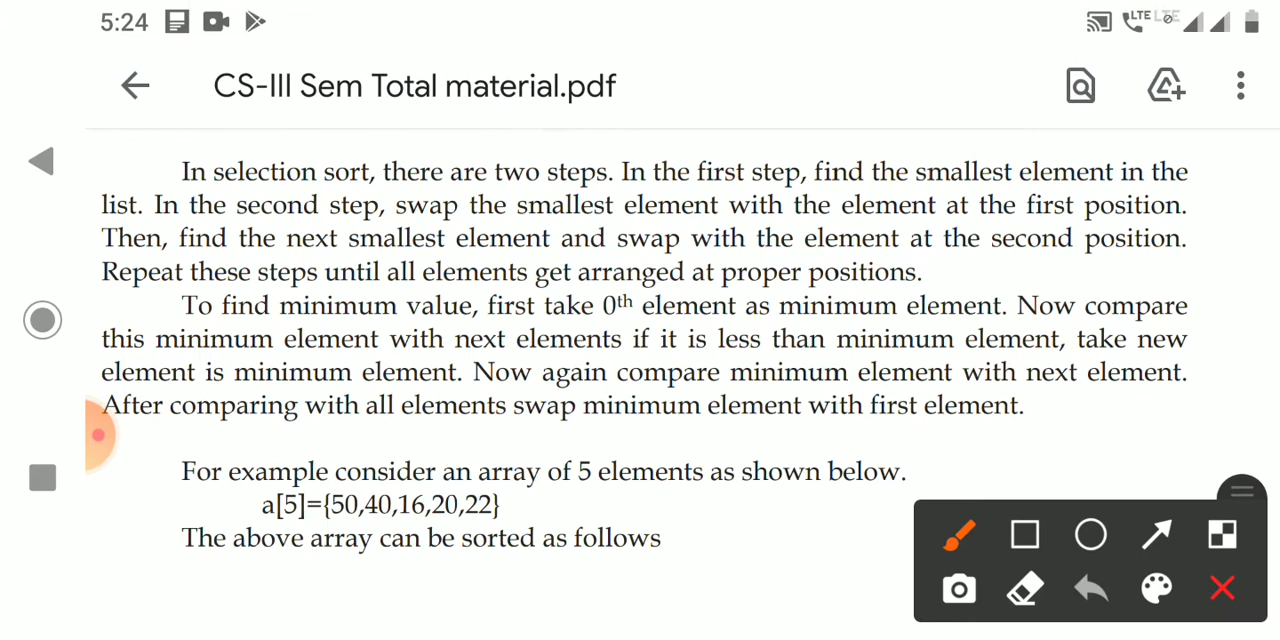 5:24
LTE LTE
CS-III Sem Total material.pdf
In selection sort, there are two steps. In the first step, find the smallest element in the
list. In the second step, swap the smallest element with the element at the first position.
Then, find the next smallest element and swap with the element at the second position.
Repeat these steps until all elements get arranged at proper positions.
To find minimum value, first take 0th element as minimum element. Now compare
this minimum element with next elements if it is less than minimum element, take new
element is minimum element. Now again compare minimum element with next element.
After comparing with all elements swap minimum element with first element.
For example consider an array of 5 elements as shown below.
a[5]={50,40,16,20,22}
The above array can be sorted as follows